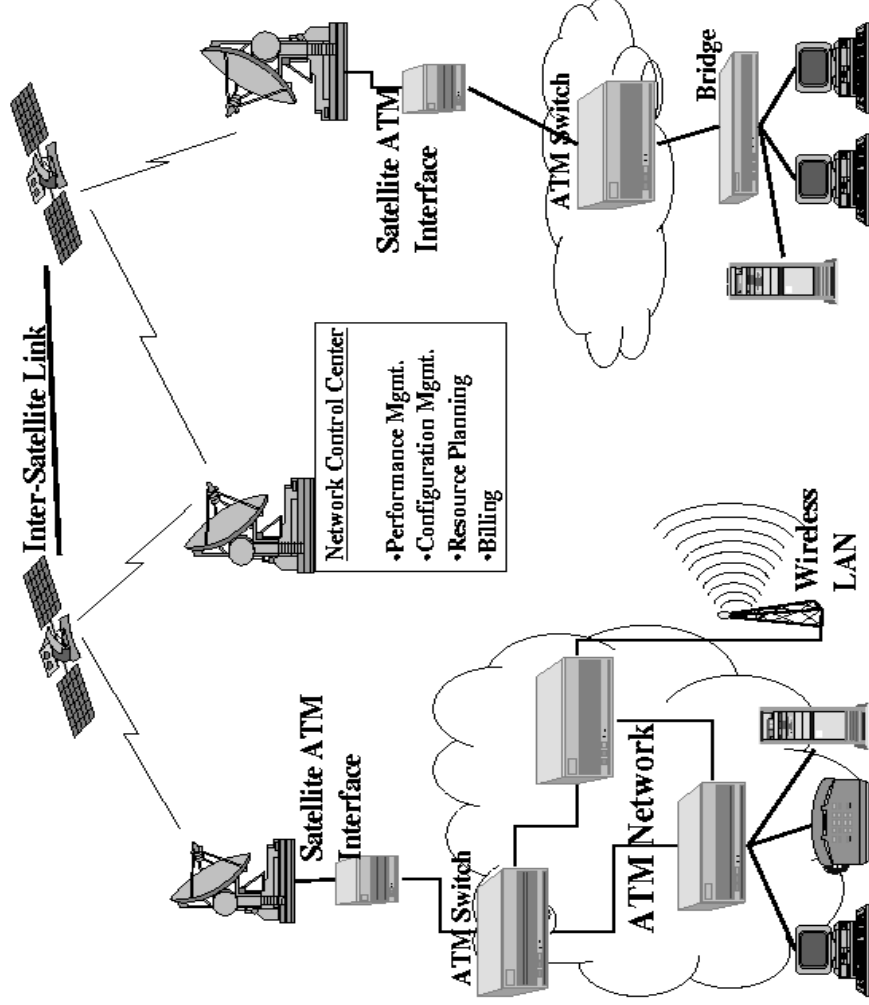 Inter-Satellite Link
Satellite ATM
Interface
Network Control Center
•Performance Mgmt.
•Configuration Mgmt.
•Resource Planning
•Billing
Satellite ATM
Interface
ATM Switch
ATM Network
Wireless
LAN
ATM Switch
Bridge